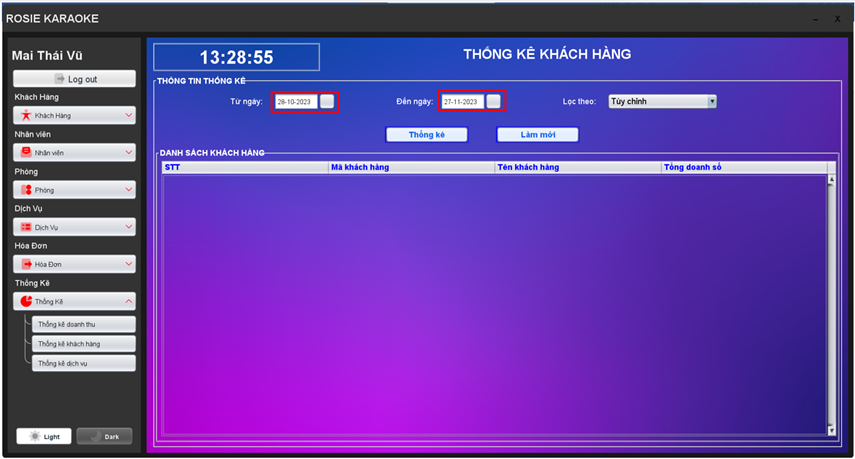 ROSIE KARAOKE
- X
Mai Thái Vũ
Log out
Khách Hàng
Khách Hàng
Nhân viên
Nhân viên
Phòng
Phòng
Dịch Vụ
Dịch Vụ
Hóa Đơn
Hóa Đơn
Thống Kê
Thống Kê
Thống kê doanh thu
Thống kê khách hàng
Thống kê dịch vụ
Light
Dark
13:28:55
THỐNG KÊ KHÁCH HÀNG
THÔNG TIN THỐNG KÊ
Từ ngày: 28-10-2023 Đến ngày: 27-11-2023 Lọc theo: Tùy chỉnh
Thống kê Làm mới
DANH SÁCH KHÁCH HÀNG
STT Mã khách hàng Tên khách hàng Tổng doanh số